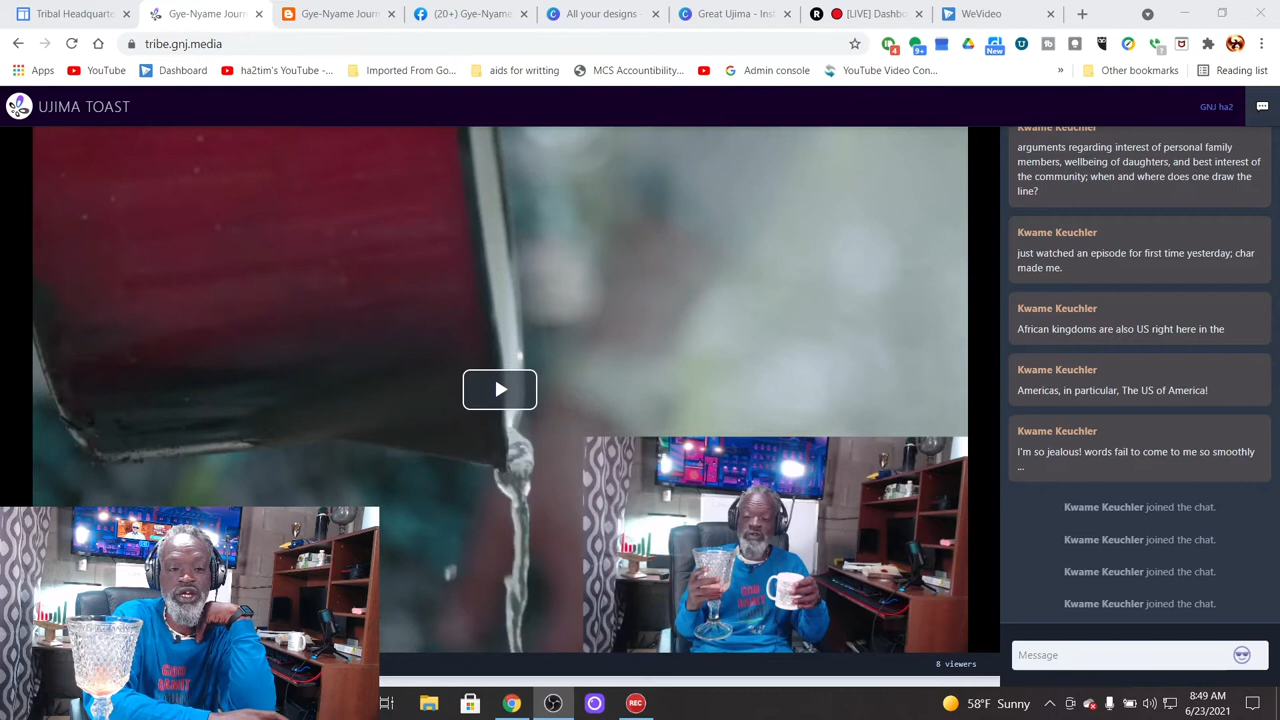 Tribal Headquarte
Gye-Nyame Journ
Gye-Nyame Journ
(20+) Gye-Nyame
All your designs -
Great Ujima - Inst
[LIVE] Dashbo
WeVideo
tribe.gnj.media
4
9+
New
Apps
YouTube
Dashboard
ha2tim's YouTube -...
Imported From Go...
aids for writting
MCS Accountibility...
Admin console
YouTube Video Con...
»
Other bookmarks
Reading list
UJIMA TOAST
GNJ ha2
Kwame Keuchler
arguments regarding interest of personal family
members, wellbeing of daughters, and best interest of
the community; when and where does one draw the
line?
Kwame Keuchler
just watched an episode for first time yesterday; char
made me.
Kwame Keuchler
African kingdoms are also US right here in the
Kwame Keuchler
Americas, in particular, The US of America!
Kwame Keuchler
I'm so jealous! words fail to come to me so smoothly
...
Kwame Keuchler joined the chat.
Kwame Keuchler joined the chat.
Kwame Keuchler joined the chat.
Kwame Keuchler joined the chat.
8 viewers
Message
REC
58°F Sunny
8:49 AM
6/23/2021